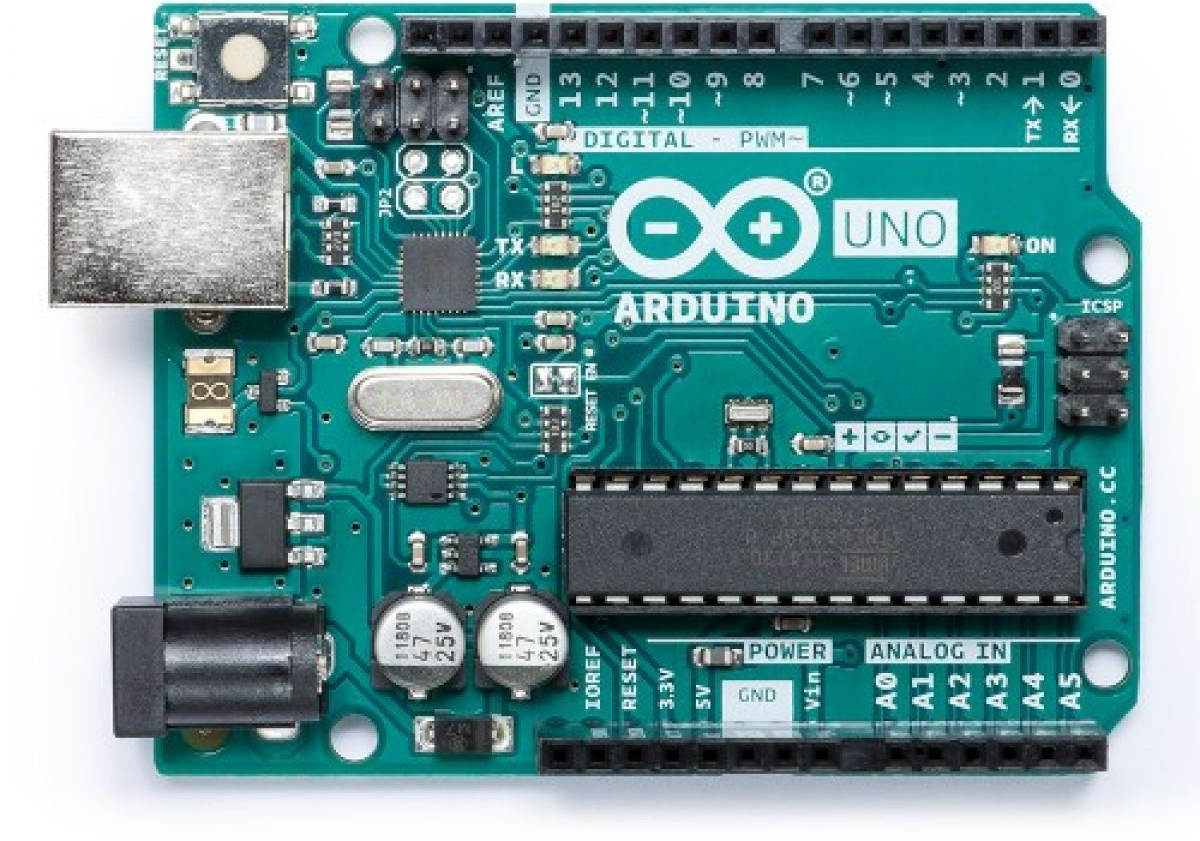 RESET
AREF
GND
13
12
~11
~10
~9
8
7
~6
~5
4
~3
2
TX→1
RX←0
DIGITAL - PWM~
JP2
L
TX
RX
®
UNO
ARDUINO
ON
ICSP
RESET EN
+
-
ARDUINO.CC
11808
47
25V
11808
47
25V
IOREF
RESET
3.3V
5V
GND
Vin
POWER
ANALOG IN
A0
A1
A2
A3
A4
A5